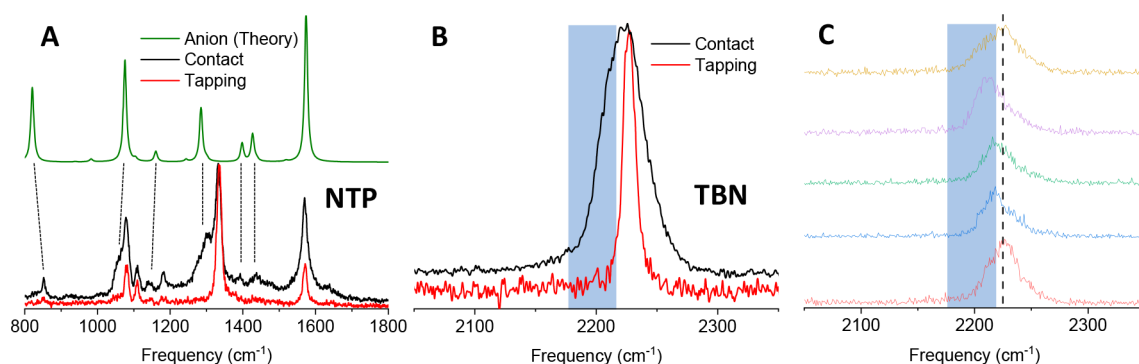 A
Anion (Theory)
Contact
Tapping
NTP
800 1000 1200 1400 1600 1800
Frequency (cm⁻¹)
B
Contact
Tapping
TBN
2100 2200 2300
Frequency (cm⁻¹)
C
2100 2200 2300
Frequency (cm⁻¹)